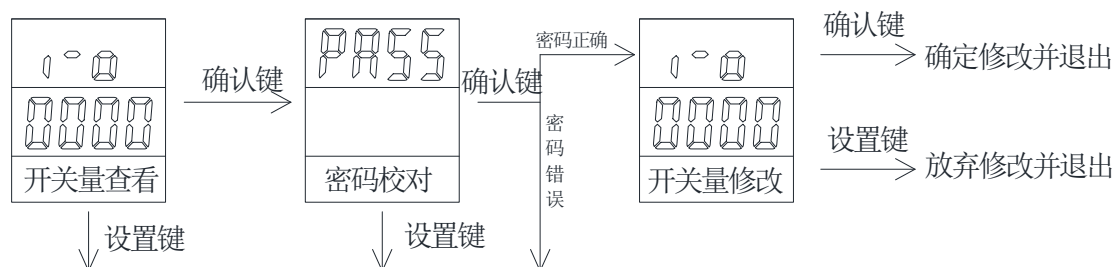 i-o
0000
开关量查看
确认键
设置键
PASS
密码校对
确认键
设置键
密码正确
密码错误
i-o
0000
开关量修改
确认键
确定修改并退出
设置键
放弃修改并退出